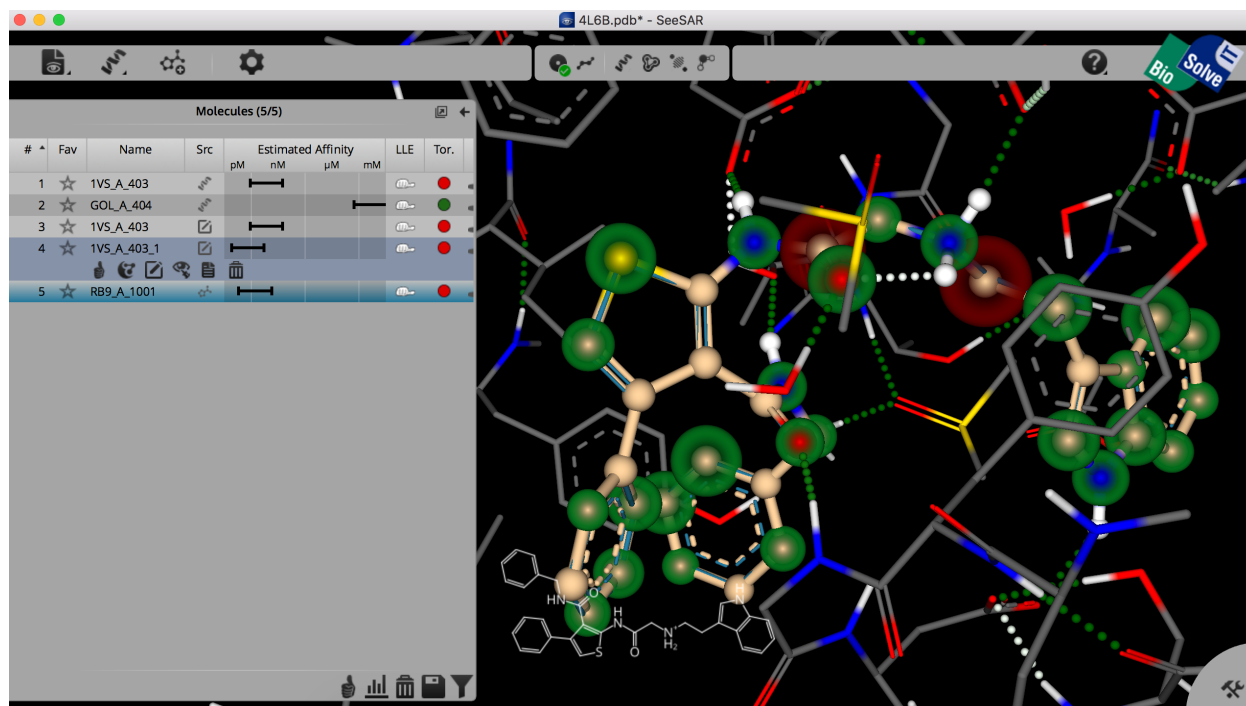 4L6B.pdb* - SeeSAR
?
Bio
Solve
IT
Molecules (5/5)
# Fav Name Src Estimated Affinity LLE Tor.
pM nM µM mM
1 1VS_A_403
2 GOL_A_404
3 1VS_A_403
4 1VS_A_403_1
5 RB9_A_1001
H
N
HN
O
H
N
N⁺
H₂
S
O